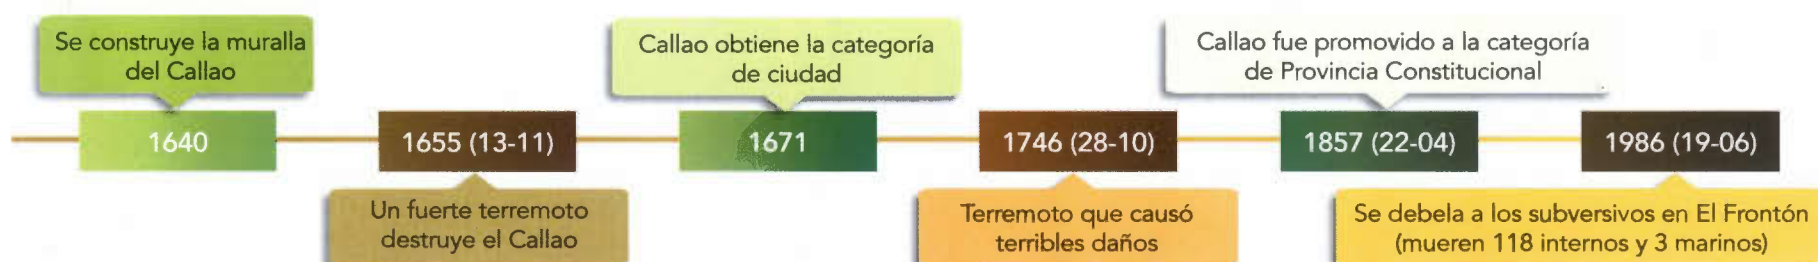 Se construye la muralla
del Callao
1640
1655 (13-11)
Un fuerte terremoto
destruye el Callao
Callao obtiene la categoría
de ciudad
1671
1746 (28-10)
Terremoto que causó
terribles daños
Callao fue promovido a la categoría
de Provincia Constitucional
1857 (22-04)
1986 (19-06)
Se debela a los subversivos en El Frontón
(mueren 118 internos y 3 marinos)